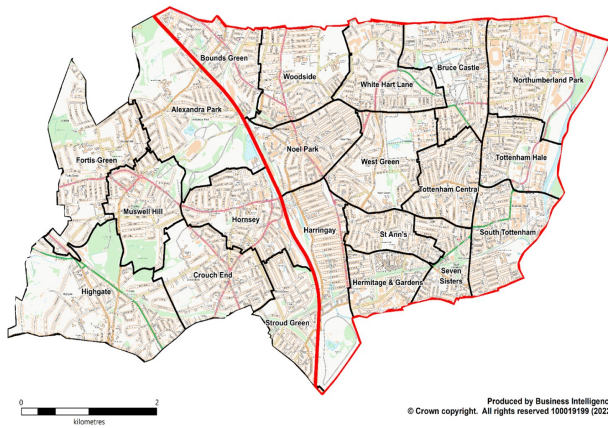 Bounds Green
Woodside
White Hart Lane
Bruce Castle
Northumberland Park
Alexandra Park
Noel Park
West Green
Tottenham Hale
Fortis Green
Muswell Hill
Tottenham Central
Hornsey
Harringay
St Ann's
South Tottenham
Crouch End
Highgate
Hermitage & Gardens
Seven
Sisters
Stroud Green
0
2
kilometres
Produced by Business Intelligence
© Crown copyright. All rights reserved 100019199 (2022